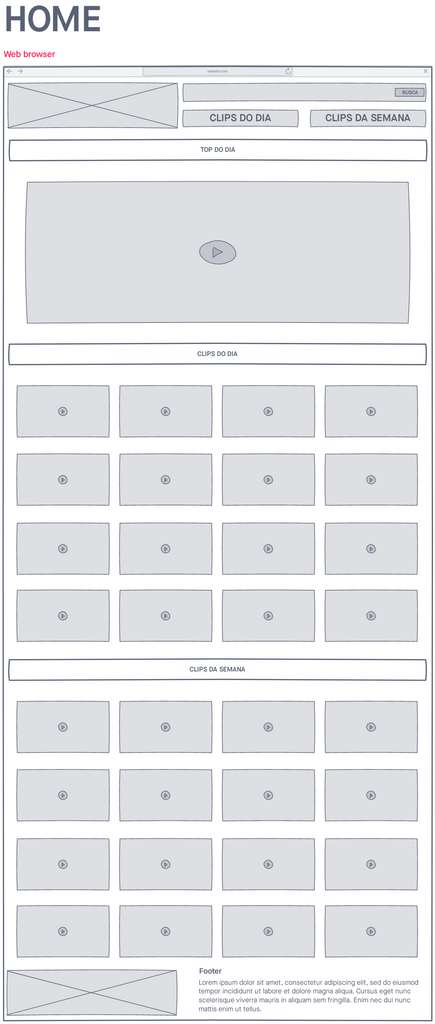 HOME
Web browser
website.com
BUSCA
CLIPS DO DIA
CLIPS DA SEMANA
TOP DO DIA
CLIPS DO DIA
CLIPS DA SEMANA
Footer
Lorem ipsum dolor sit amet, consectetur adipiscing elit, sed do eiusmod
tempor incididunt ut labore et dolore magna aliqua. Cursus eget nunc
scelerisque viverra mauris in aliquam sem fringilla. Enim nec dui nunc
mattis enim ut tellus.